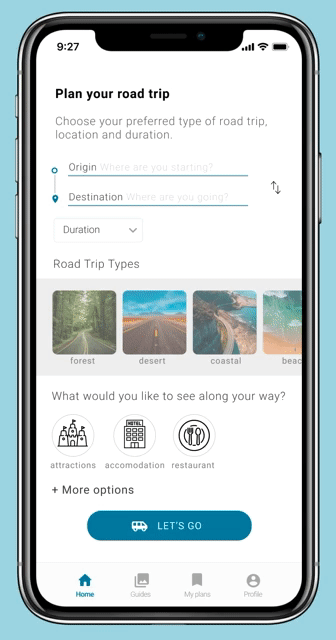 9:27
Plan your road trip
Choose your preferred type of road trip,
location and duration.
Origin Where are you starting?
Destination Where are you going?
Duration
Road Trip Types
forest desert coastal beac
What would you like to see along your way?
HOTEL
attractions accomodation restaurant
+ More options
LET'S GO
Home Guides My plans Profile